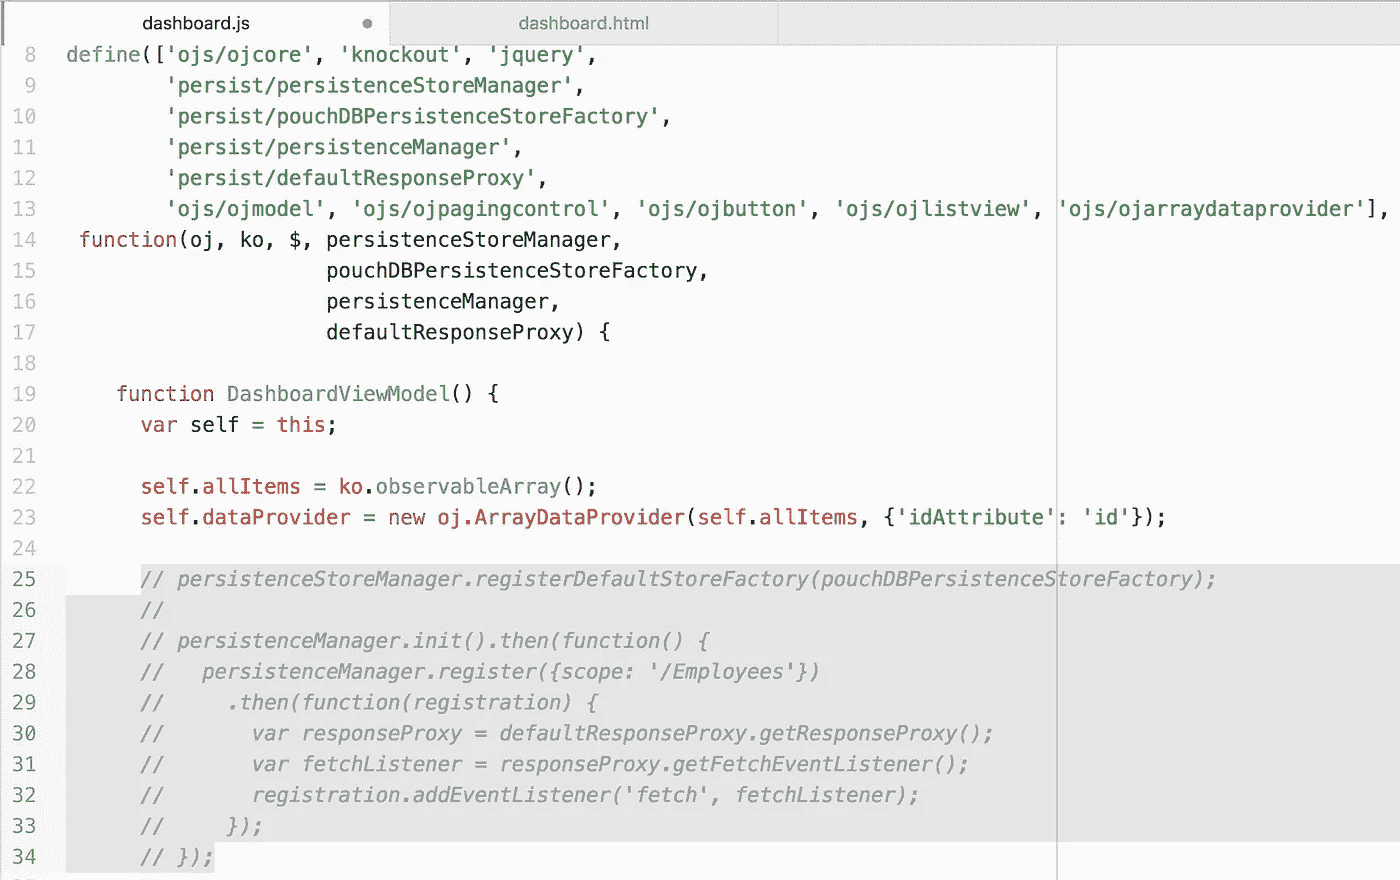 dashboard.js dashboard.html
8 define(['ojs/ojcore', 'knockout', 'jquery',
9 'persist/persistenceStoreManager',
10 'persist/pouchDBPersistenceStoreFactory',
11 'persist/persistenceManager',
12 'persist/defaultResponseProxy',
13 'ojs/ojmodel', 'ojs/ojpagingcontrol', 'ojs/ojbutton', 'ojs/ojlistview', 'ojs/ojarraydataprovider'],
14 function(oj, ko, $, persistenceStoreManager,
15 pouchDBPersistenceStoreFactory,
16 persistenceManager,
17 defaultResponseProxy) {
18
19 function DashboardViewModel() {
20 var self = this;
21
22 self.allItems = ko.observableArray();
23 self.dataProvider = new oj.ArrayDataProvider(self.allItems, {'idAttribute': 'id'});
24
25 // persistenceStoreManager.registerDefaultStoreFactory(pouchDBPersistenceStoreFactory);
26 //
27 // persistenceManager.init().then(function() {
28 // persistenceManager.register({scope: '/Employees'})
29 // .then(function(registration) {
30 // var responseProxy = defaultResponseProxy.getResponseProxy();
31 // var fetchListener = responseProxy.getFetchEventListener();
32 // registration.addEventListener('fetch', fetchListener);
33 // });
34 // });